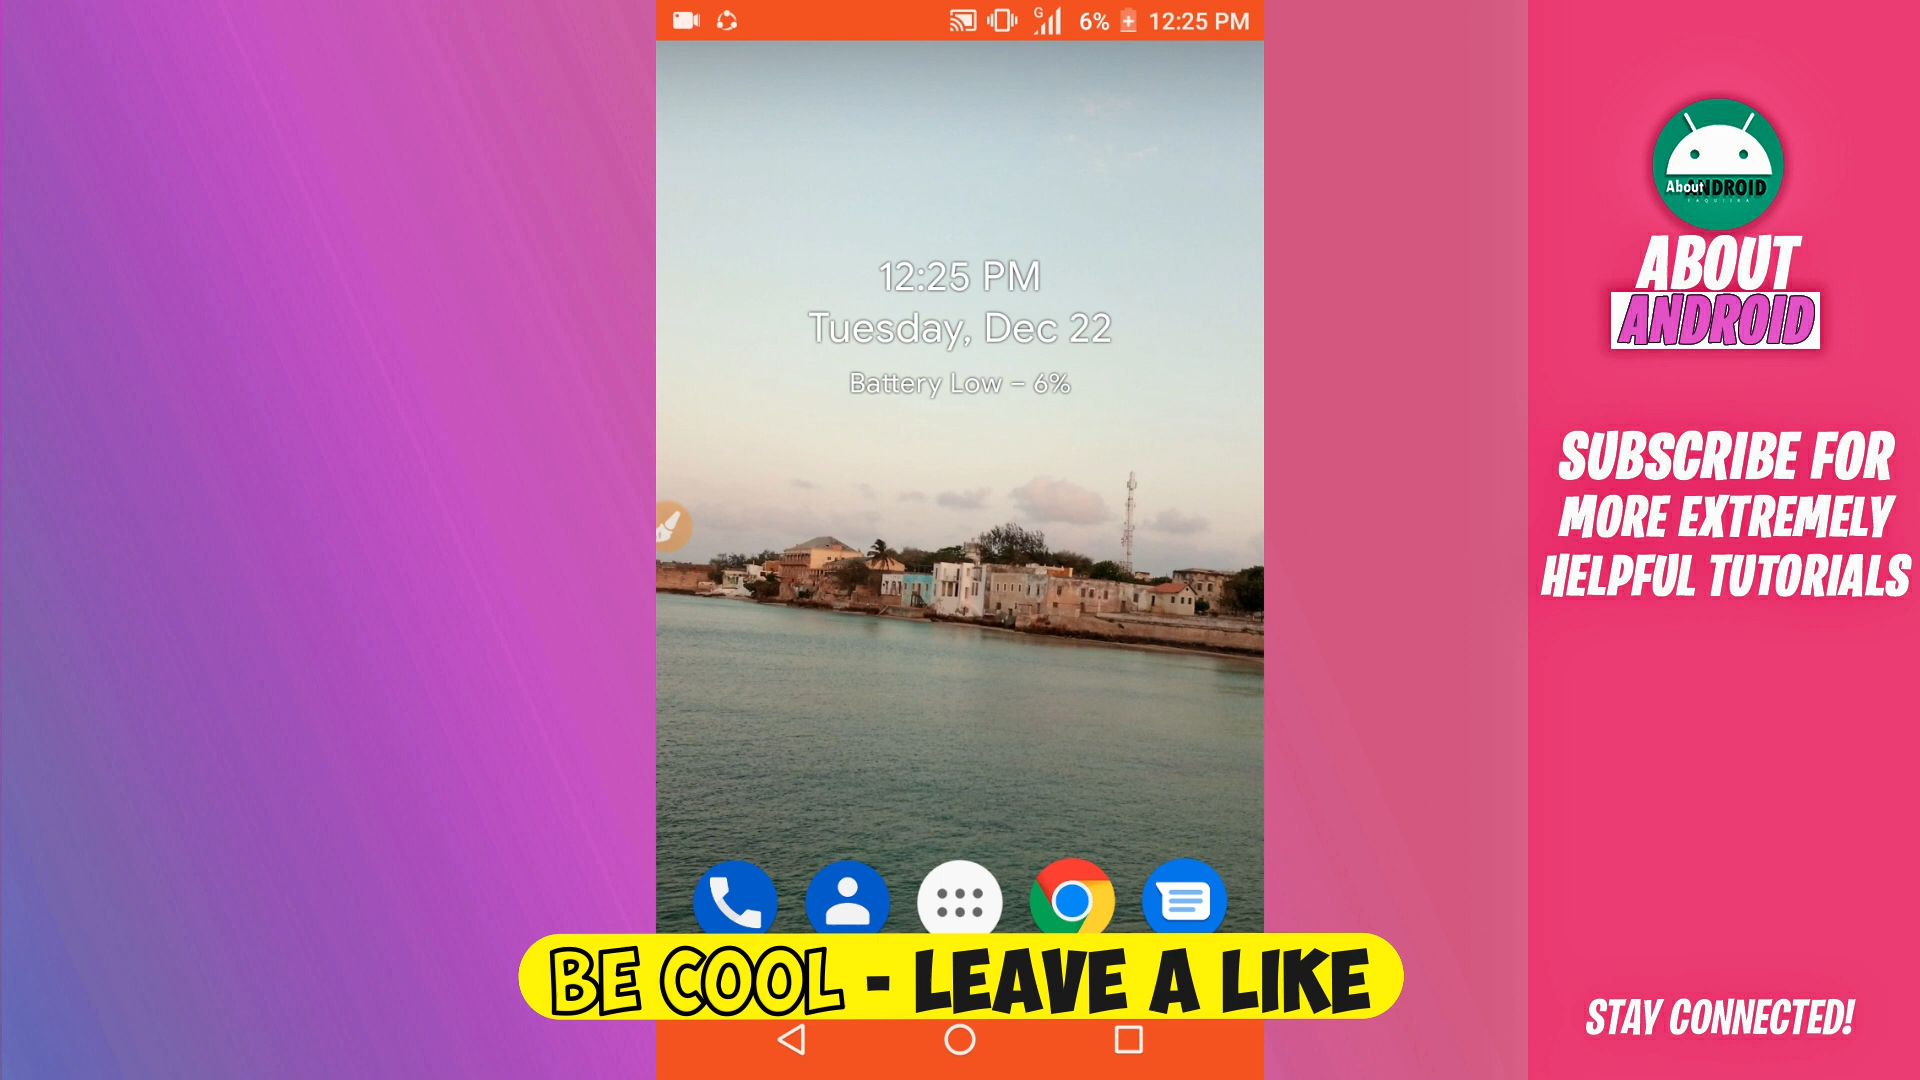 G
6%
12:25 PM
12:25 PM
Tuesday, Dec 22
Battery Low – 6%
About ANDROID
ABOUT
ANDROID
SUBSCRIBE FOR
MORE EXTREMELY
HELPFUL TUTORIALS
BE COOL - LEAVE A LIKE
STAY CONNECTED!